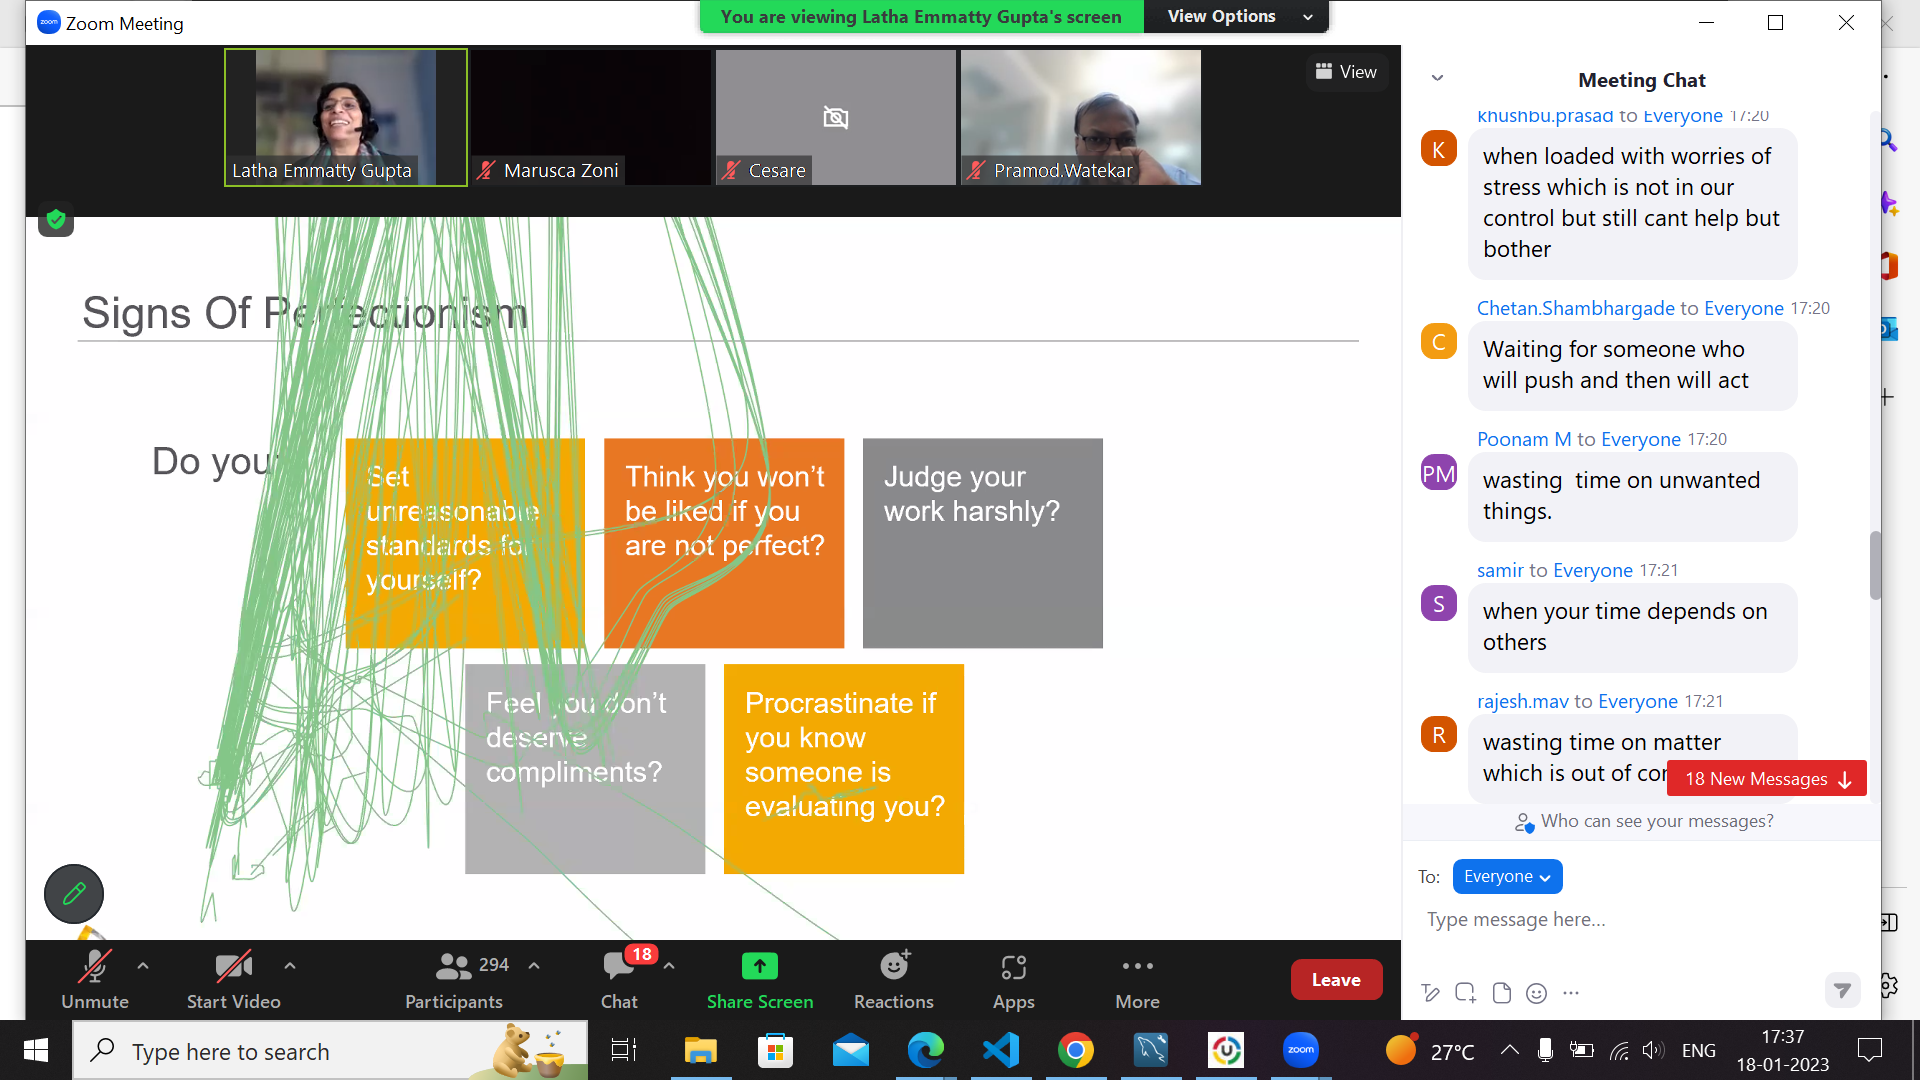 zoom
Zoom Meeting
You are viewing Latha Emmatty Gupta's screen
View Options
View
Latha Emmatty Gupta
Marusca Zoni
Cesare
Pramod.Watekar
Signs Of Perfectionism
Do you
Set
unreasonable
standards for
yourself?
Think you won't
be liked if you
are not perfect?
Judge your
work harshly?
Feel you don't
deserve
compliments?
Procrastinate if
you know
someone is
evaluating you?
Meeting Chat
khushbu.prasad to Everyone 17:20
K
when loaded with worries of
stress which is not in our
control but still cant help but
bother
Chetan.Shambhargade to Everyone 17:20
C
Waiting for someone who
will push and then will act
Poonam M to Everyone 17:20
PM
wasting  time on unwanted
things.
samir to Everyone 17:21
S
when your time depends on
others
rajesh.mav to Everyone 17:21
R
wasting time on matter
which is out of con
18 New Messages
Who can see your messages?
To: Everyone
Type message here...
Unmute
Start Video
294
Participants
18
Chat
Share Screen
Reactions
Apps
More
Leave
Type here to search
zoom
27°C
ENG
17:37
18-01-2023